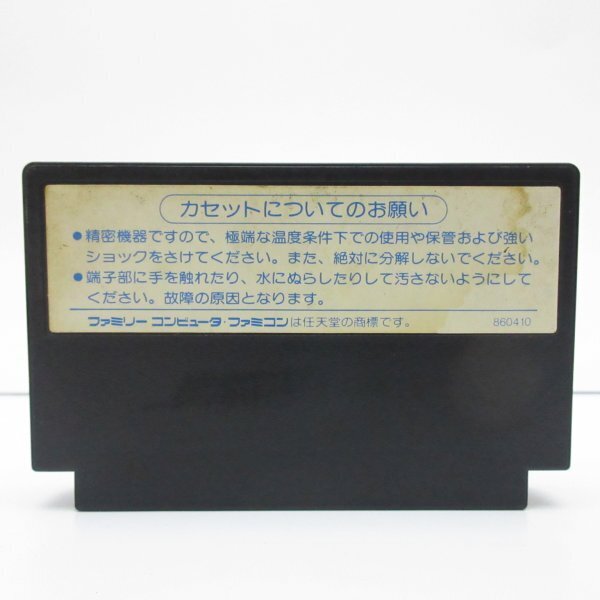 カセットについてのお願い
●精密機器ですので、極端な温度条件下での使用や保管および強い
ショックをさけてください。また、絶対に分解しないでください。
●端子部に手を触れたり、水にぬらしたりして汚さないようにして
ください。故障の原因となります。
ファミリー コンピュータ・ファミコンは任天堂の商標です。 860410